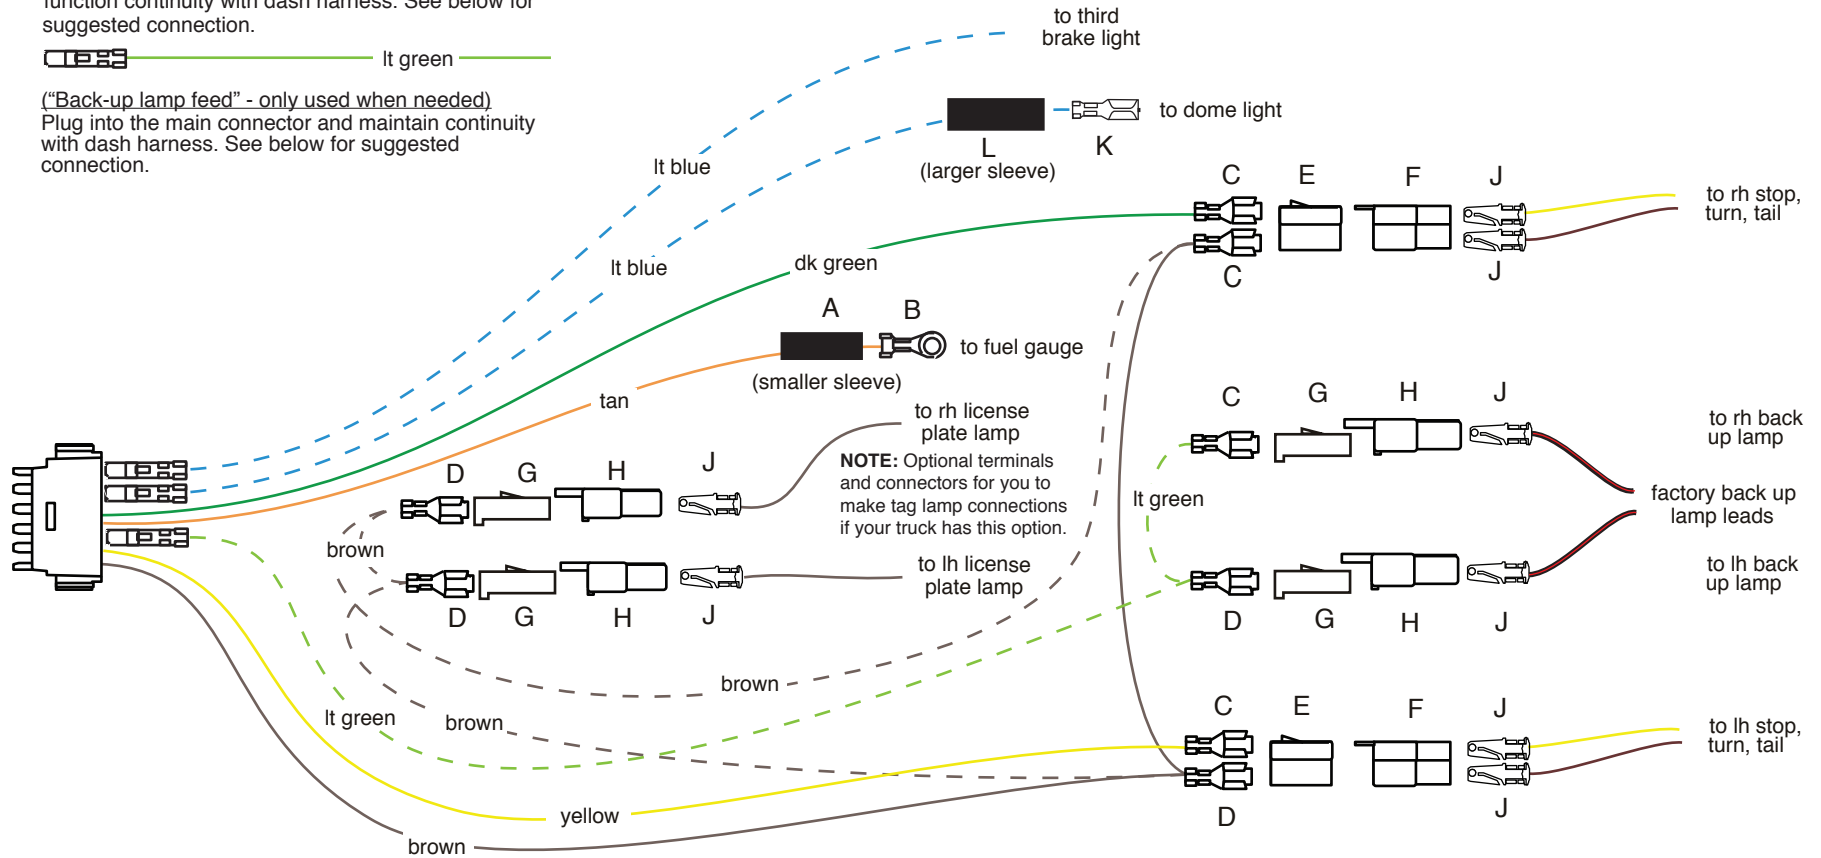 function continuity with dash harness. See below for
suggested connection.
lt green
("Back-up lamp feed" - only used when needed)
Plug into the main connector and maintain continuity
with dash harness. See below for suggested
connection.
to third
brake light
to dome light
L
K
(larger sleeve)
lt blue
lt blue
dk green
C
E
F
J
to rh stop,
turn, tail
C
J
A
B
to fuel gauge
(smaller sleeve)
tan
to rh license
plate lamp
NOTE: Optional terminals
and connectors for you to
make tag lamp connections
if your truck has this option.
to lh license
plate lamp
D
G
H
J
brown
D
G
H
J
C
G
H
J
to rh back
up lamp
lt green
factory back up
lamp leads
to lh back
up lamp
D
G
H
J
brown
lt green
brown
C
E
F
J
to lh stop,
turn, tail
D
J
yellow
brown